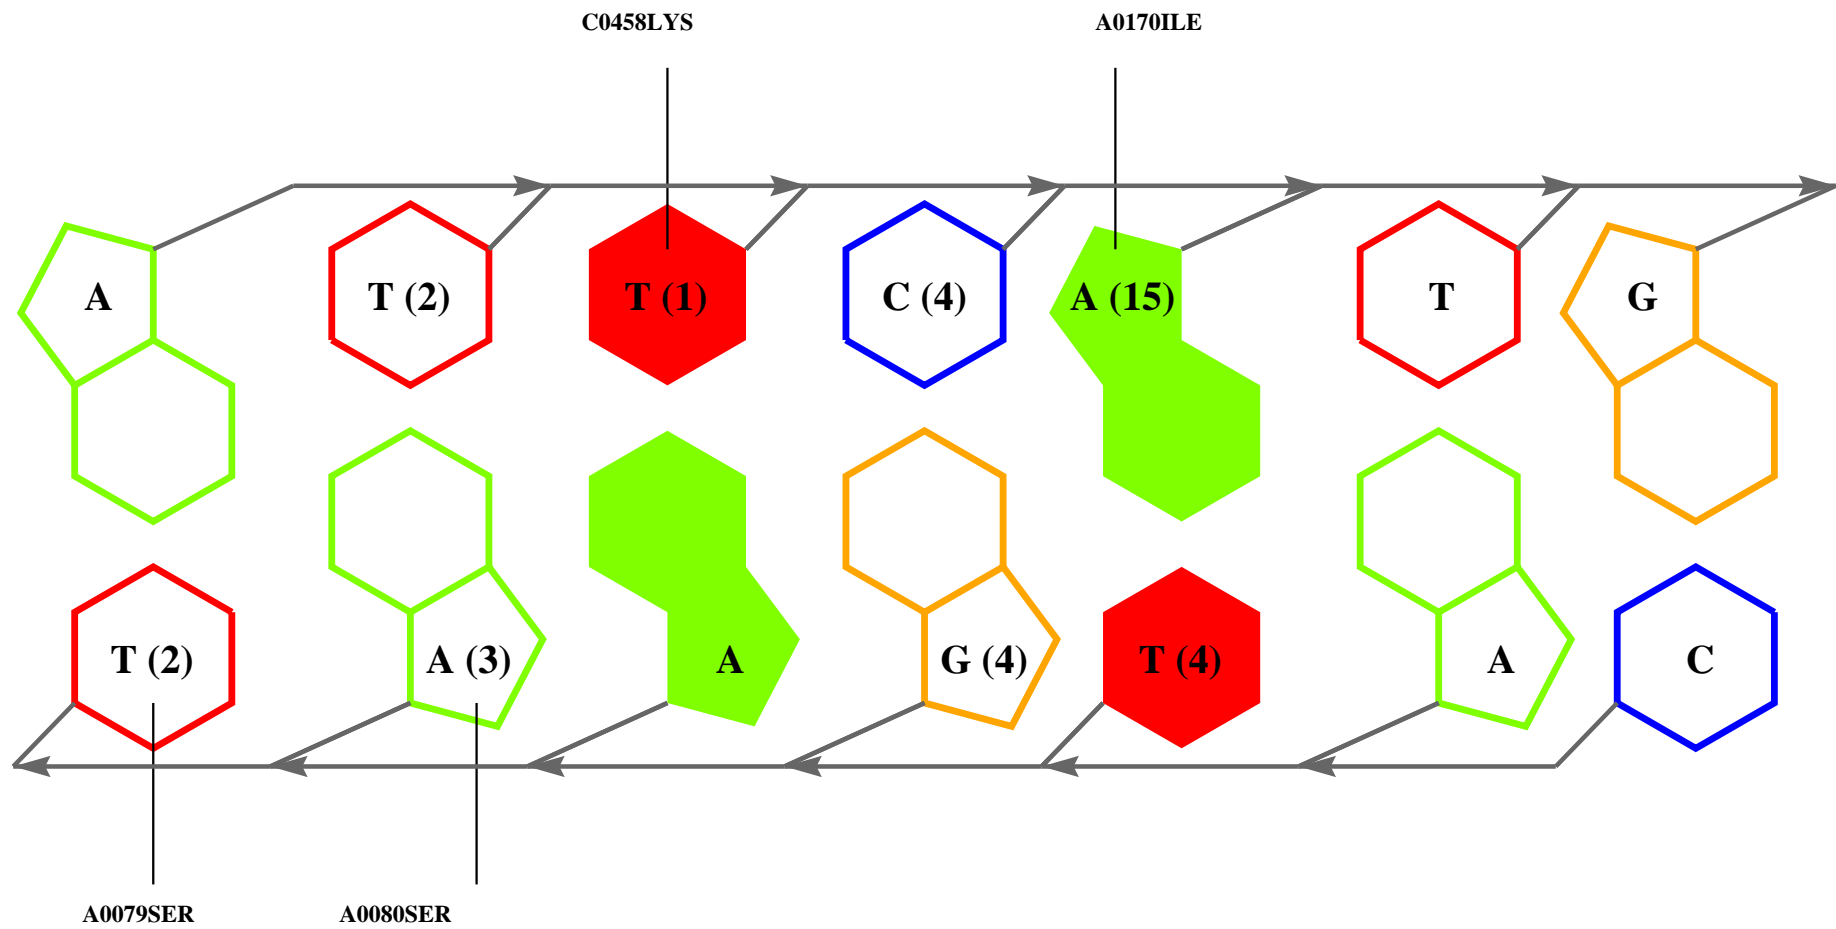 C0458LYS A0170ILE
A T (2) T (1) C (4) A (15) T G
T (2) A (3) A G (4) T (4) A C
A0079SER A0080SER